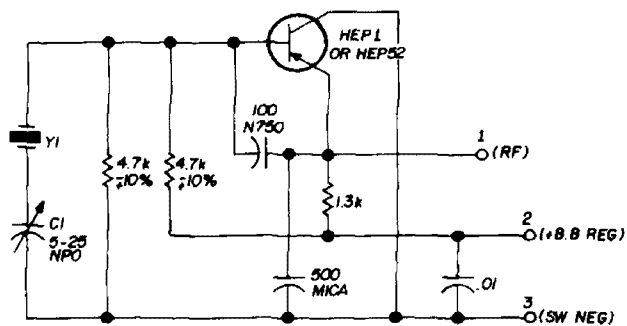 HEP1
OR HEP52
100
N750
1
(RF)
Y1
4.7k
±10%
4.7k
±10%
1.3k
C1
5-25
NPO
2
(+8.8 REG)
500
MICA
.01
3
(SW NEG)